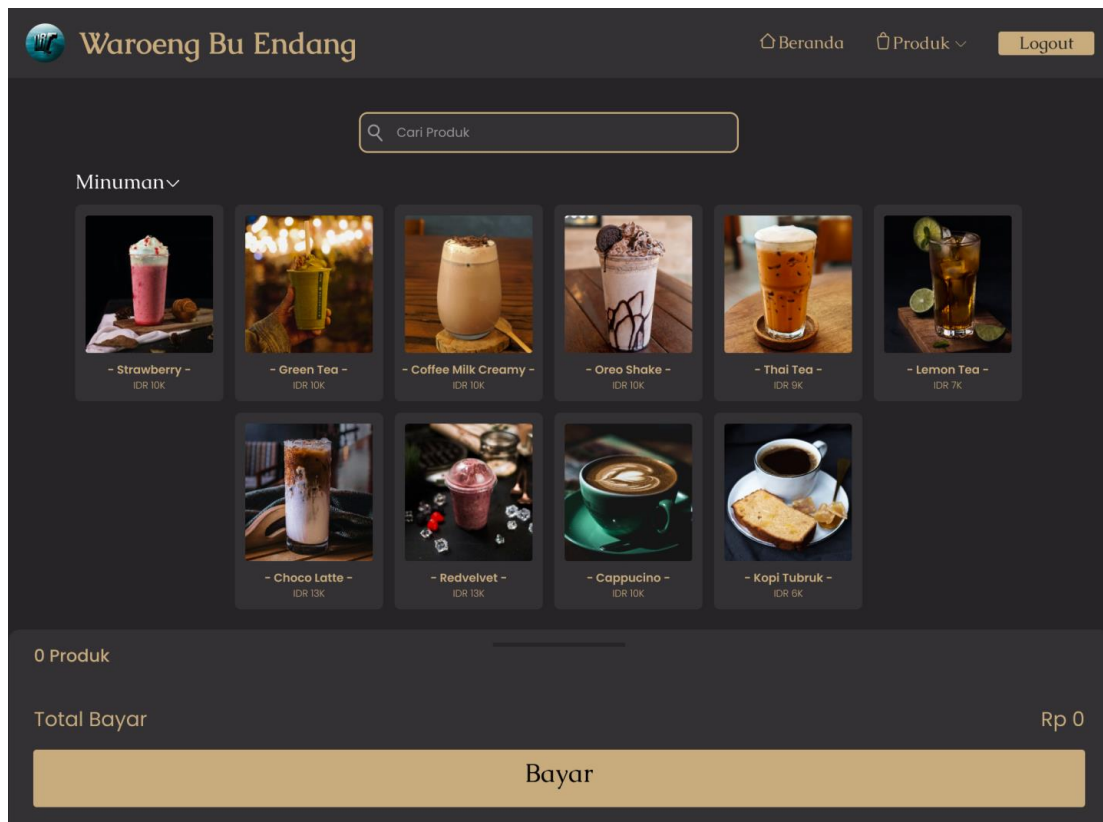 Waroeng Bu Endang
Beranda
Produk
Logout
Cari Produk
Minuman
- Strawberry -
IDR 10K
- Green Tea -
IDR 10K
- Coffee Milk Creamy -
IDR 10K
- Oreo Shake -
IDR 10K
- Thai Tea -
IDR 9K
- Lemon Tea -
IDR 7K
- Choco Latte -
IDR 13K
- Redvelvet -
IDR 13K
- Cappucino -
IDR 10K
- Kopi Tubruk -
IDR 6K
0 Produk
Total Bayar
Rp 0
Bayar